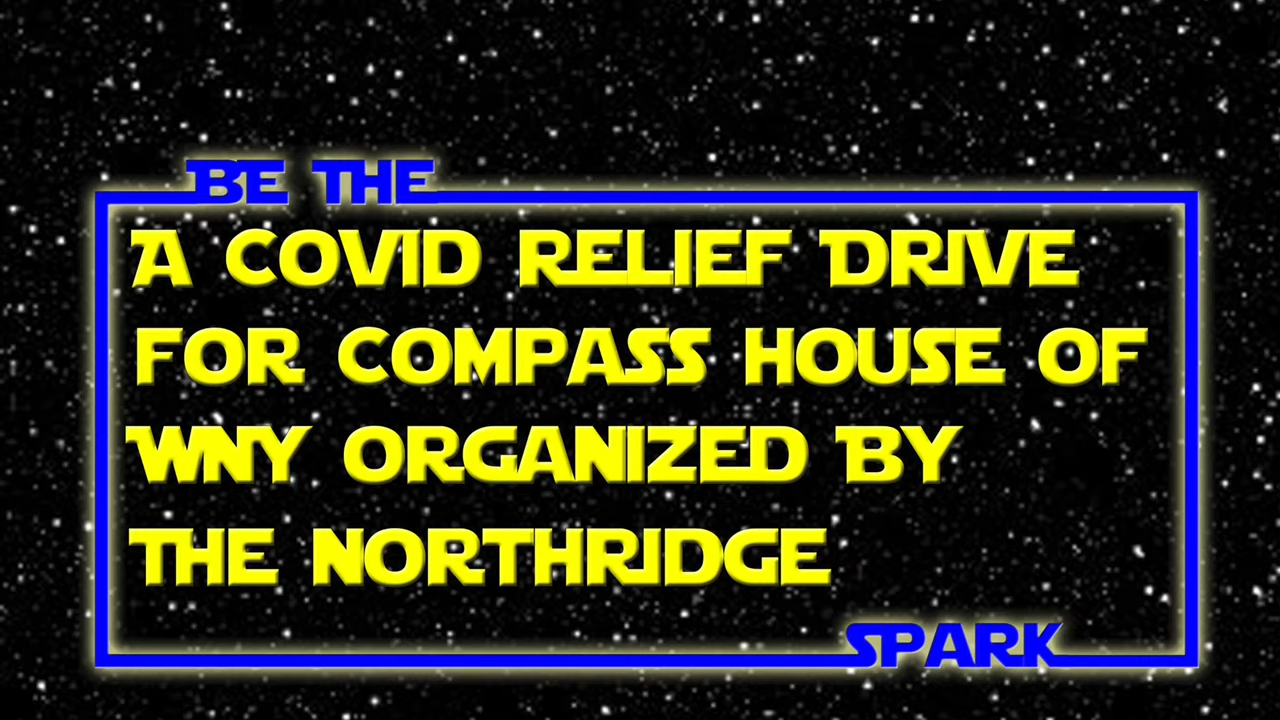 Be the
A Covid Relief Drive
for Compass House of
WNY Organized By
The Northridge
Spark